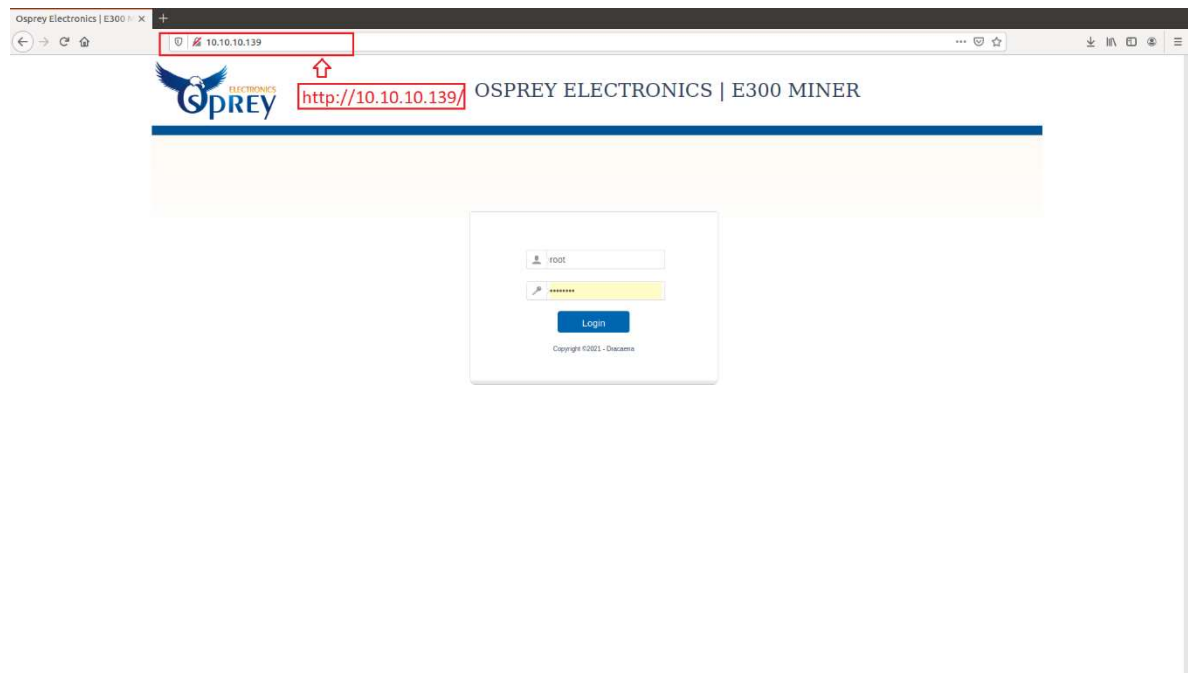 Osprey Electronics | E300 M
10.10.10.139
http://10.10.10.139/
ELECTRONICS
OSPREY
OSPREY ELECTRONICS | E300 MINER
root
••••••••
Login
Copyright ©2021 - Dracaena